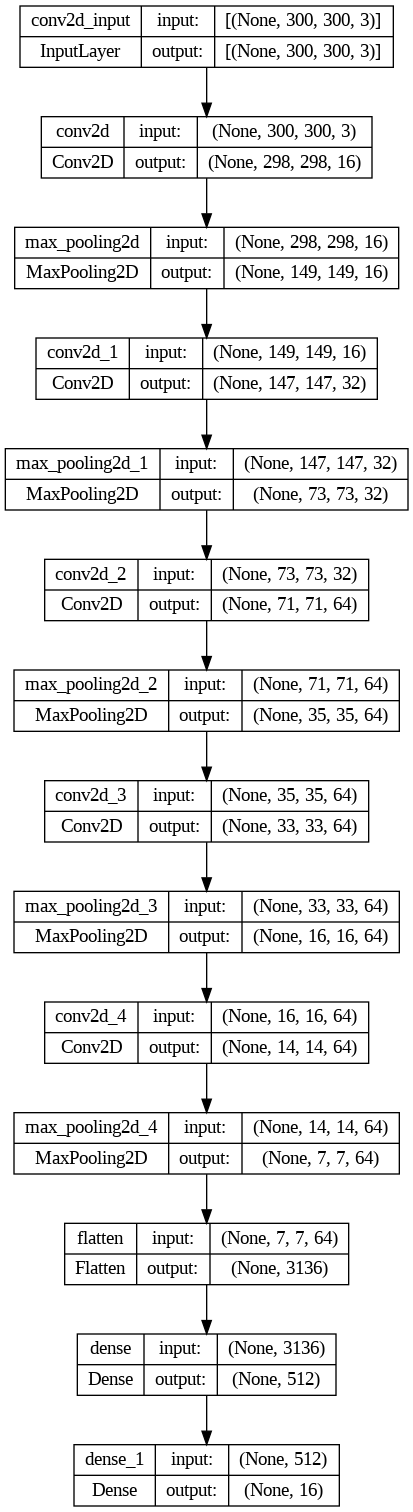 conv2d_input input: [(None, 300, 300, 3)]
InputLayer output: [(None, 300, 300, 3)]
conv2d input: (None, 300, 300, 3)
Conv2D output: (None, 298, 298, 16)
max_pooling2d input: (None, 298, 298, 16)
MaxPooling2D output: (None, 149, 149, 16)
conv2d_1 input: (None, 149, 149, 16)
Conv2D output: (None, 147, 147, 32)
max_pooling2d_1 input: (None, 147, 147, 32)
MaxPooling2D output: (None, 73, 73, 32)
conv2d_2 input: (None, 73, 73, 32)
Conv2D output: (None, 71, 71, 64)
max_pooling2d_2 input: (None, 71, 71, 64)
MaxPooling2D output: (None, 35, 35, 64)
conv2d_3 input: (None, 35, 35, 64)
Conv2D output: (None, 33, 33, 64)
max_pooling2d_3 input: (None, 33, 33, 64)
MaxPooling2D output: (None, 16, 16, 64)
conv2d_4 input: (None, 16, 16, 64)
Conv2D output: (None, 14, 14, 64)
max_pooling2d_4 input: (None, 14, 14, 64)
MaxPooling2D output: (None, 7, 7, 64)
flatten input: (None, 7, 7, 64)
Flatten output: (None, 3136)
dense input: (None, 3136)
Dense output: (None, 512)
dense_1 input: (None, 512)
Dense output: (None, 16)